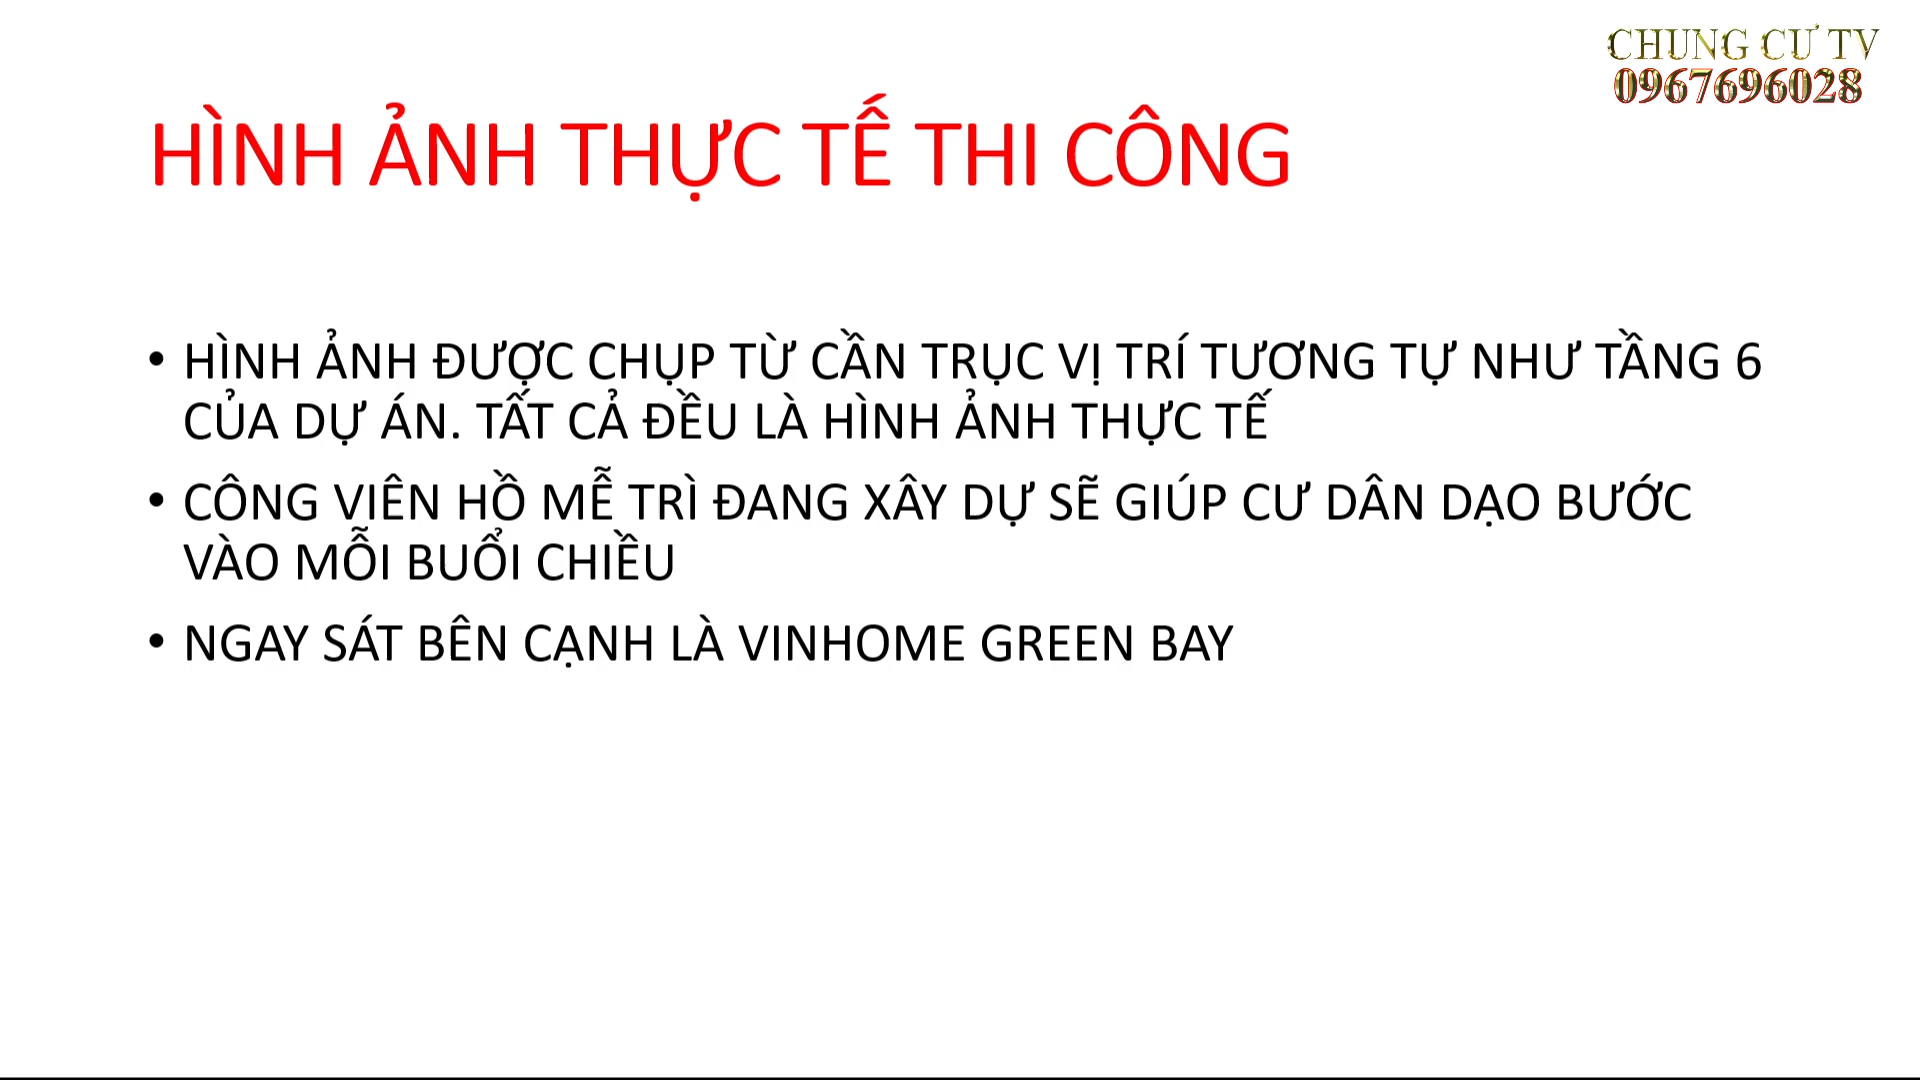 CHUNG CƯ TV
0967696028
HÌNH ẢNH THỰC TẾ THI CÔNG
• HÌNH ẢNH ĐƯỢC CHỤP TỪ CẦN TRỤC VỊ TRÍ TƯƠNG TỰ NHƯ TẦNG 6
CỦA DỰ ÁN. TẤT CẢ ĐỀU LÀ HÌNH ẢNH THỰC TẾ
• CÔNG VIÊN HỒ MỄ TRÌ ĐANG XÂY DỰ SẼ GIÚP CƯ DÂN DẠO BƯỚC
VÀO MỖI BUỔI CHIỀU
• NGAY SÁT BÊN CẠNH LÀ VINHOME GREEN BAY